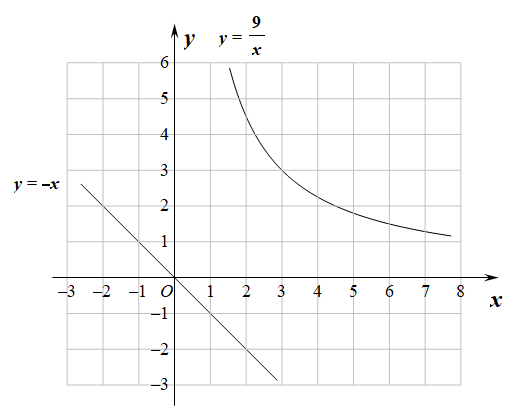 y = 9/x
y
6
5
4
3
y = –x
2
1
–3 –2 –1 O 1 2 3 4 5 6 7 8
x
–1
–2
–3